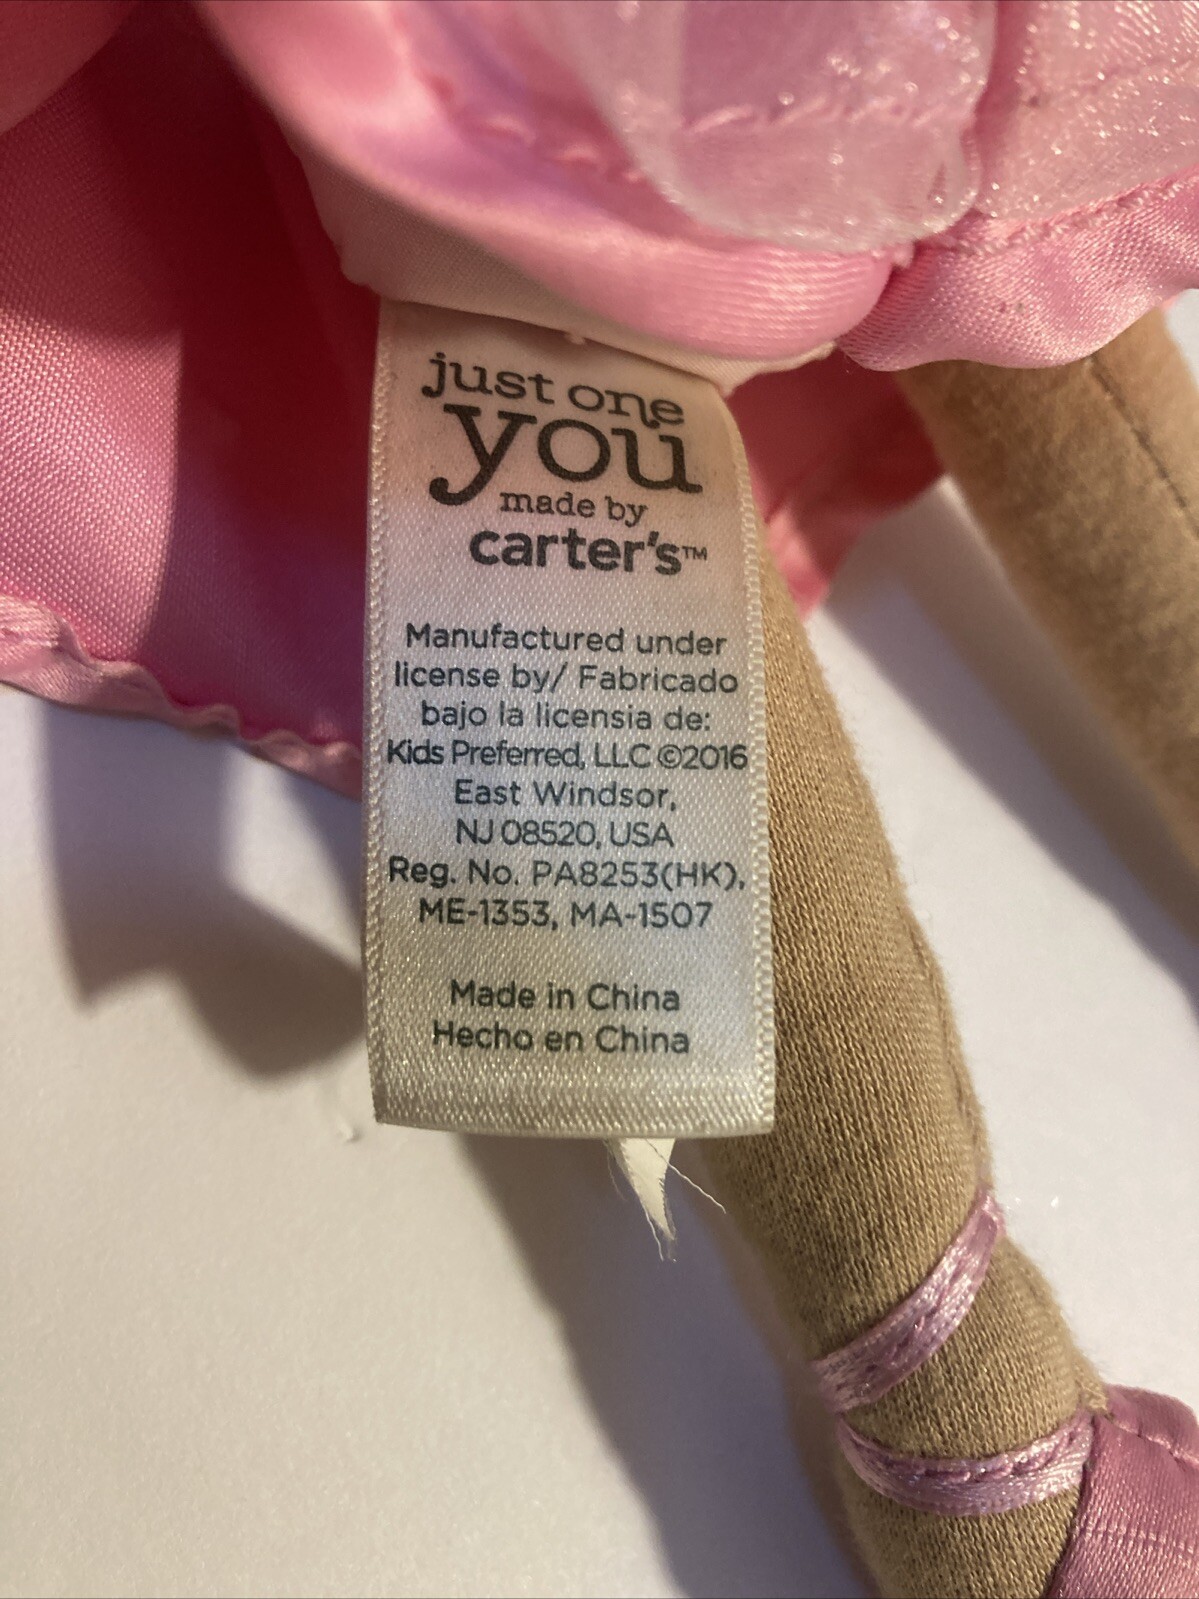 just one
you
made by
carter's™
Manufactured under
license by/ Fabricado
bajo la licensia de:
Kids Preferred, LLC ©2016
East Windsor,
NJ 08520, USA
Reg. No. PA8253(HK),
ME-1353, MA-1507
Made in China
Hecho en China